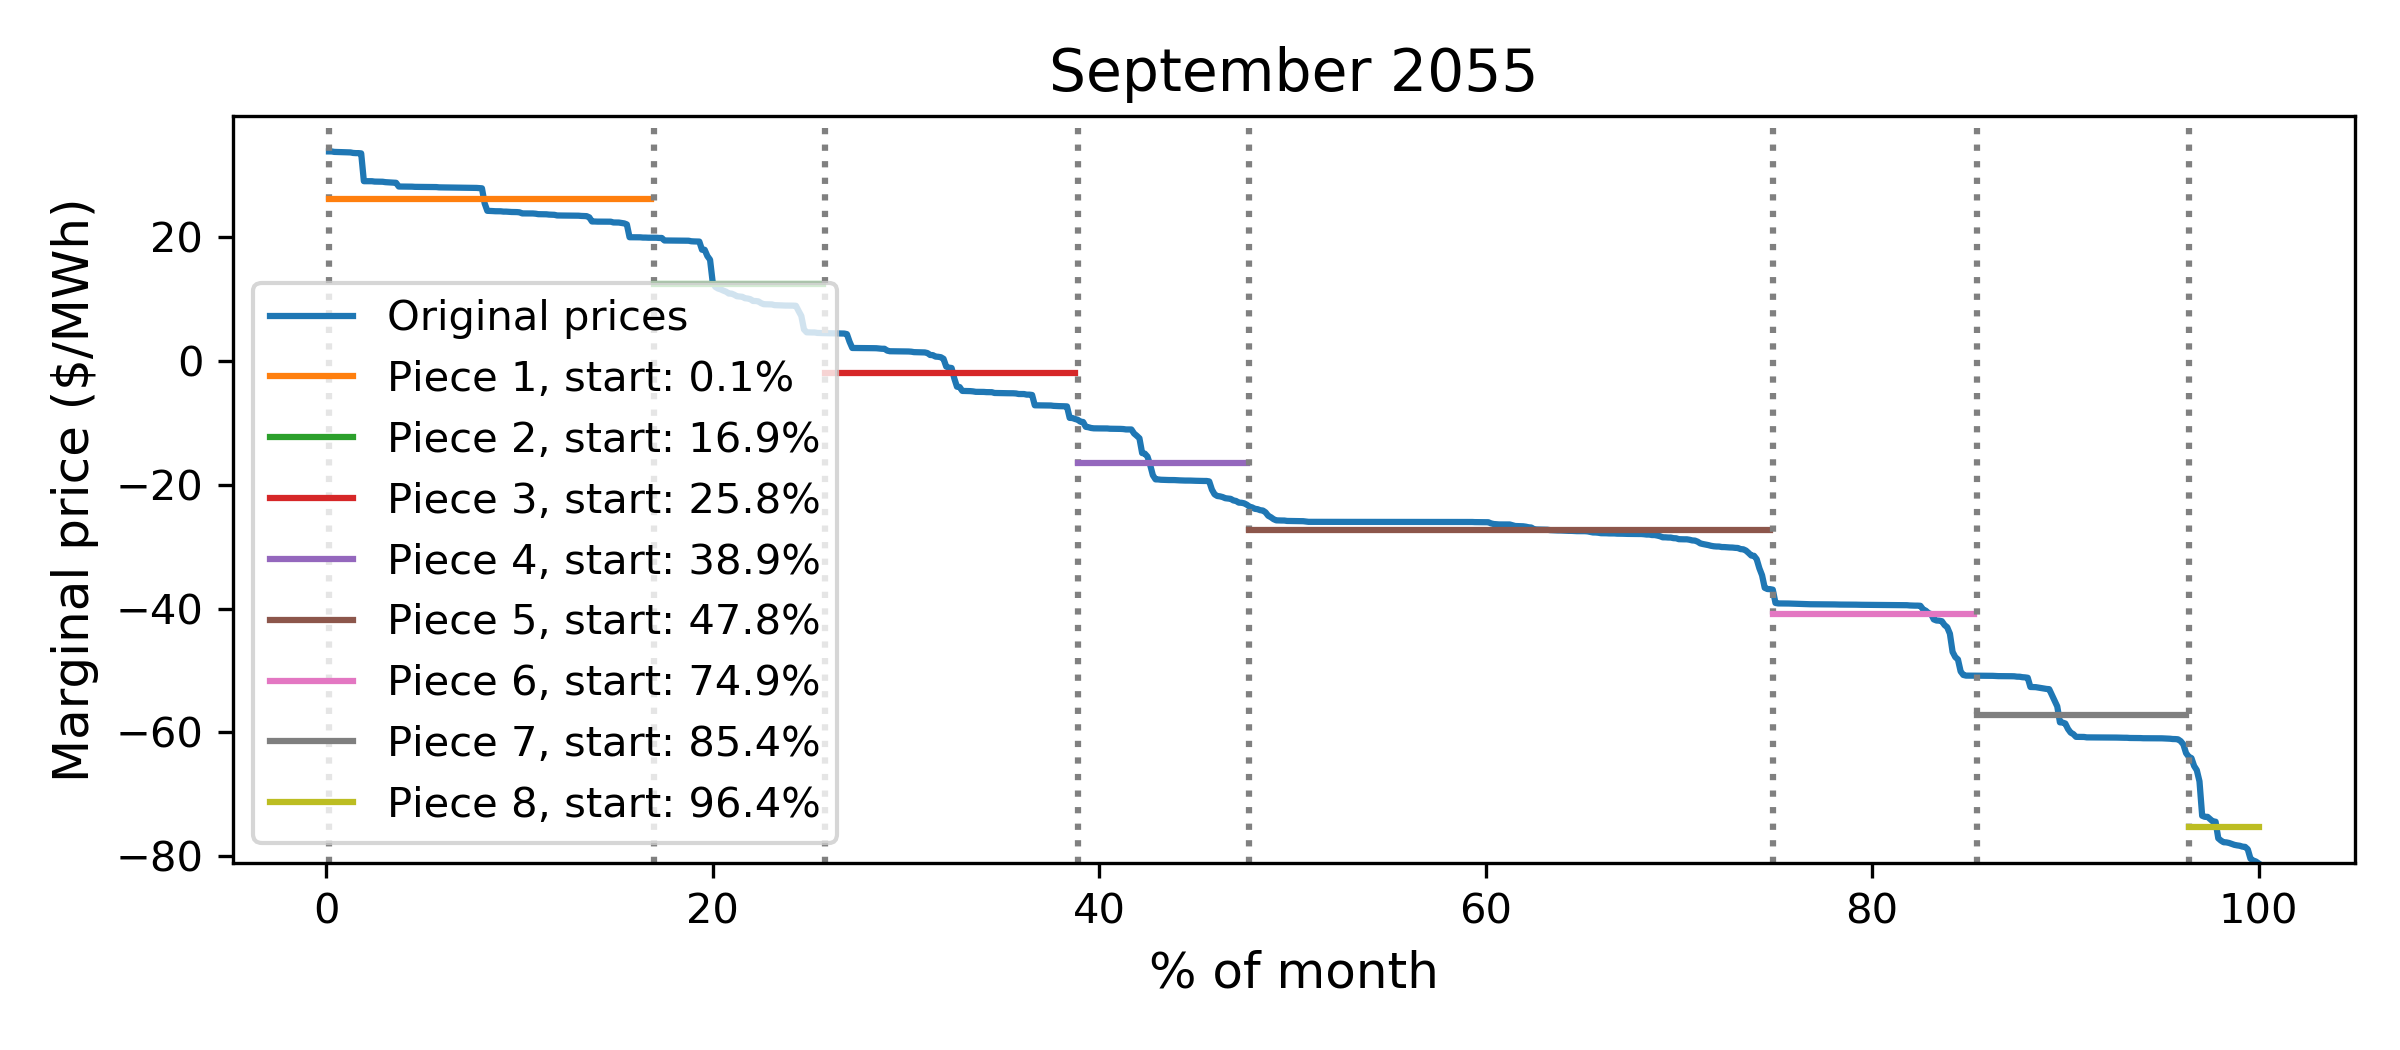 September 2055
Marginal price ($/MWh)
20
0
−20
−40
−60
−80
Original prices
Piece 1, start: 0.1%
Piece 2, start: 16.9%
Piece 3, start: 25.8%
Piece 4, start: 38.9%
Piece 5, start: 47.8%
Piece 6, start: 74.9%
Piece 7, start: 85.4%
Piece 8, start: 96.4%
0 20 40 60 80 100
% of month